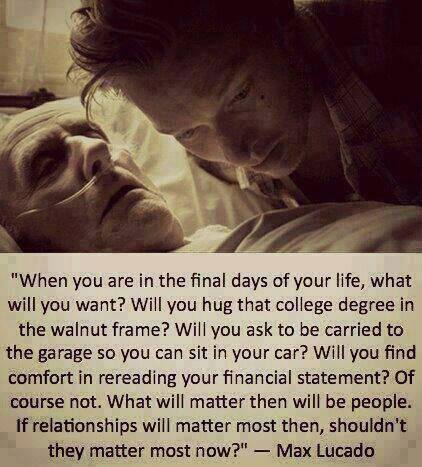 "When you are in the final days of your life, what
will you want? Will you hug that college degree in
the walnut frame? Will you ask to be carried to
the garage so you can sit in your car? Will you find
comfort in rereading your financial statement? Of
course not. What will matter then will be people.
If relationships will matter most then, shouldn't
they matter most now?" — Max Lucado